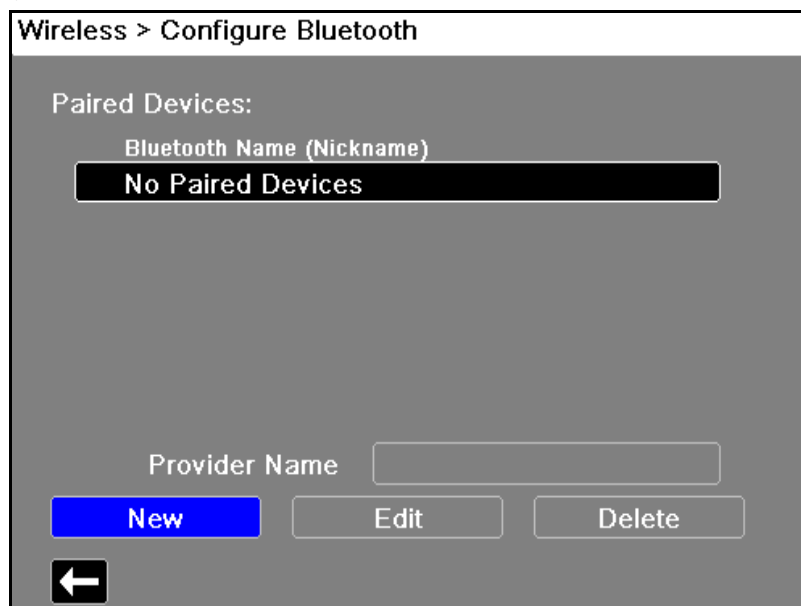 Wireless > Configure Bluetooth
Paired Devices:
Bluetooth Name (Nickname)
No Paired Devices
Provider Name
New Edit Delete